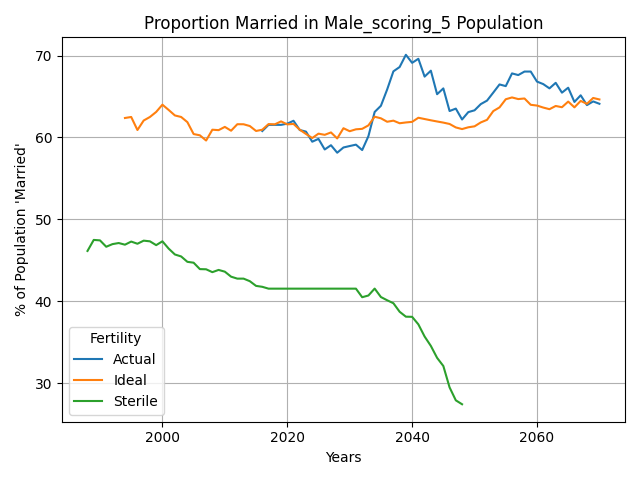 Proportion Married in Male_scoring_5 Population
% of Population 'Married'
70
60
50
40
30
Fertility
Actual
Ideal
Sterile
2000
2020
2040
2060
Years